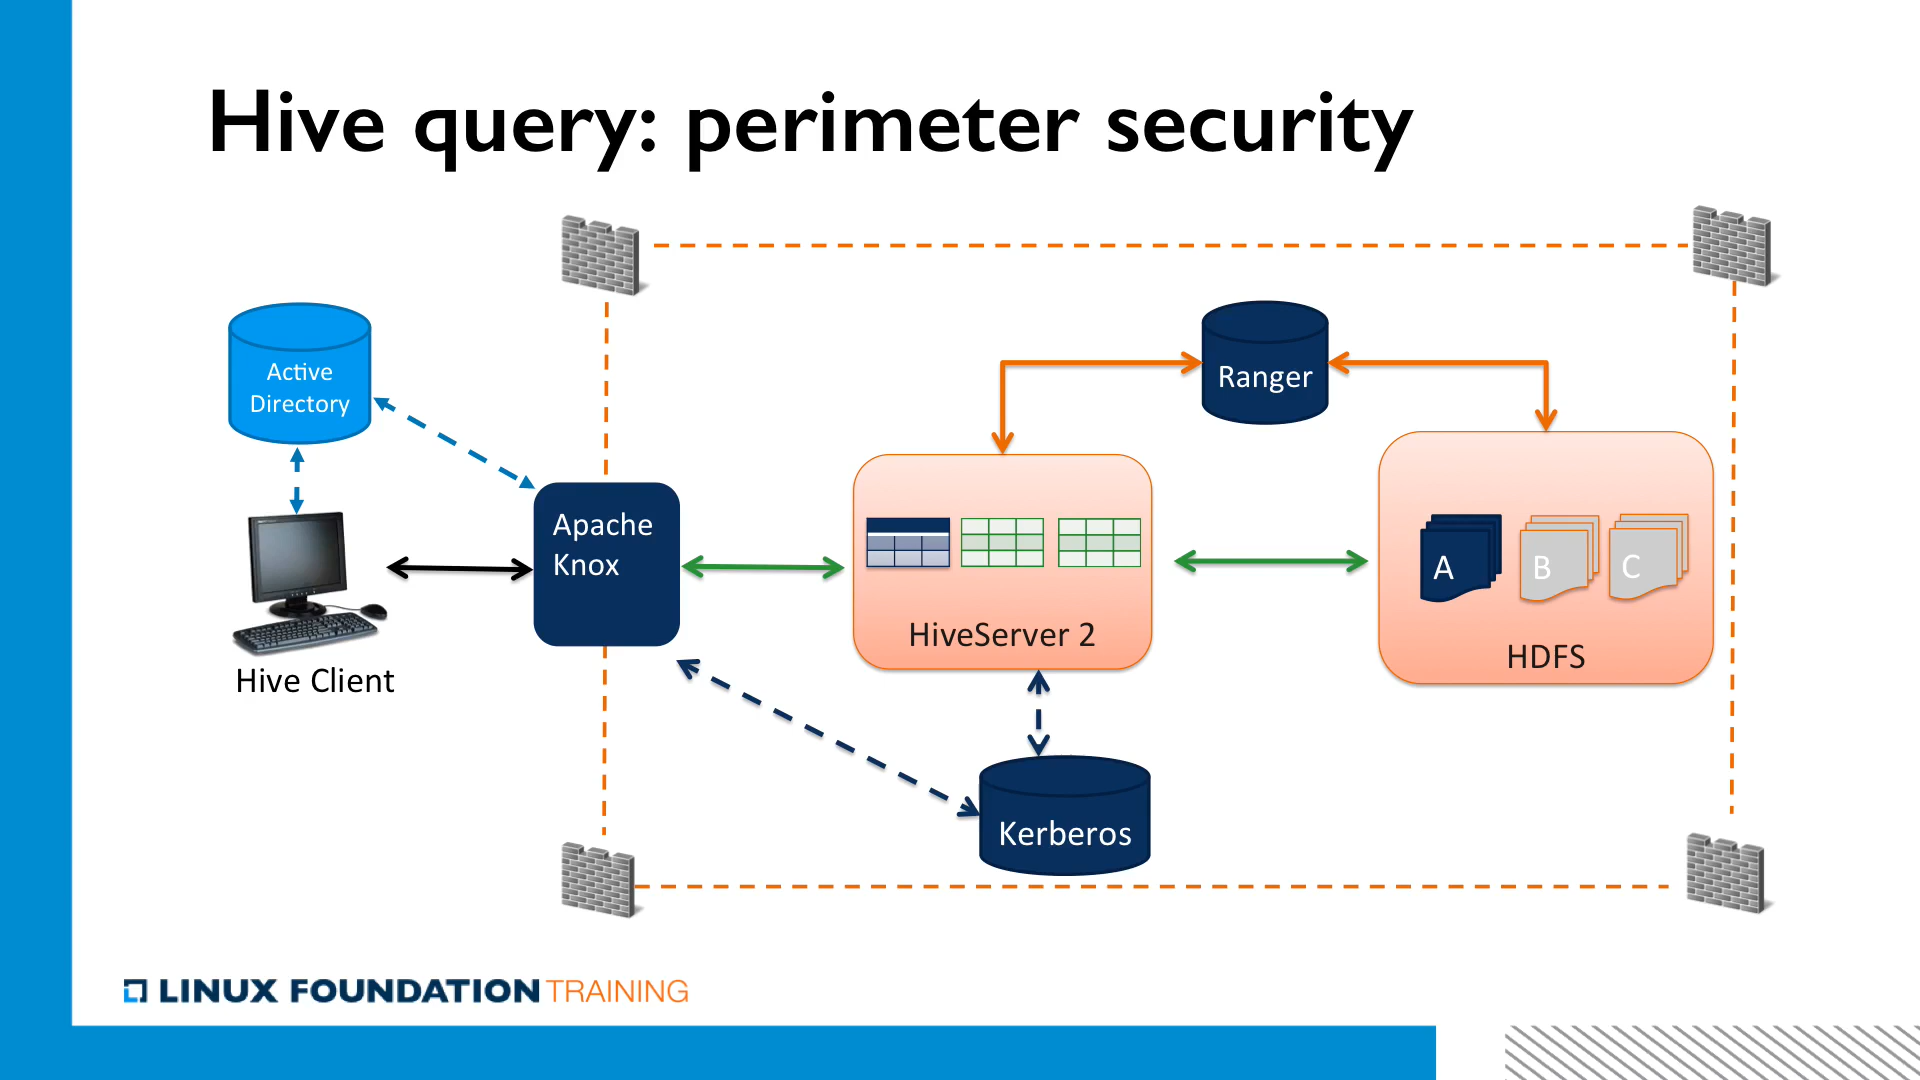 Hive query: perimeter security
Active
Directory
Ranger
Apache
Knox
A
B
C
HiveServer 2
HDFS
Hive Client
Kerberos
LINUX FOUNDATION TRAINING